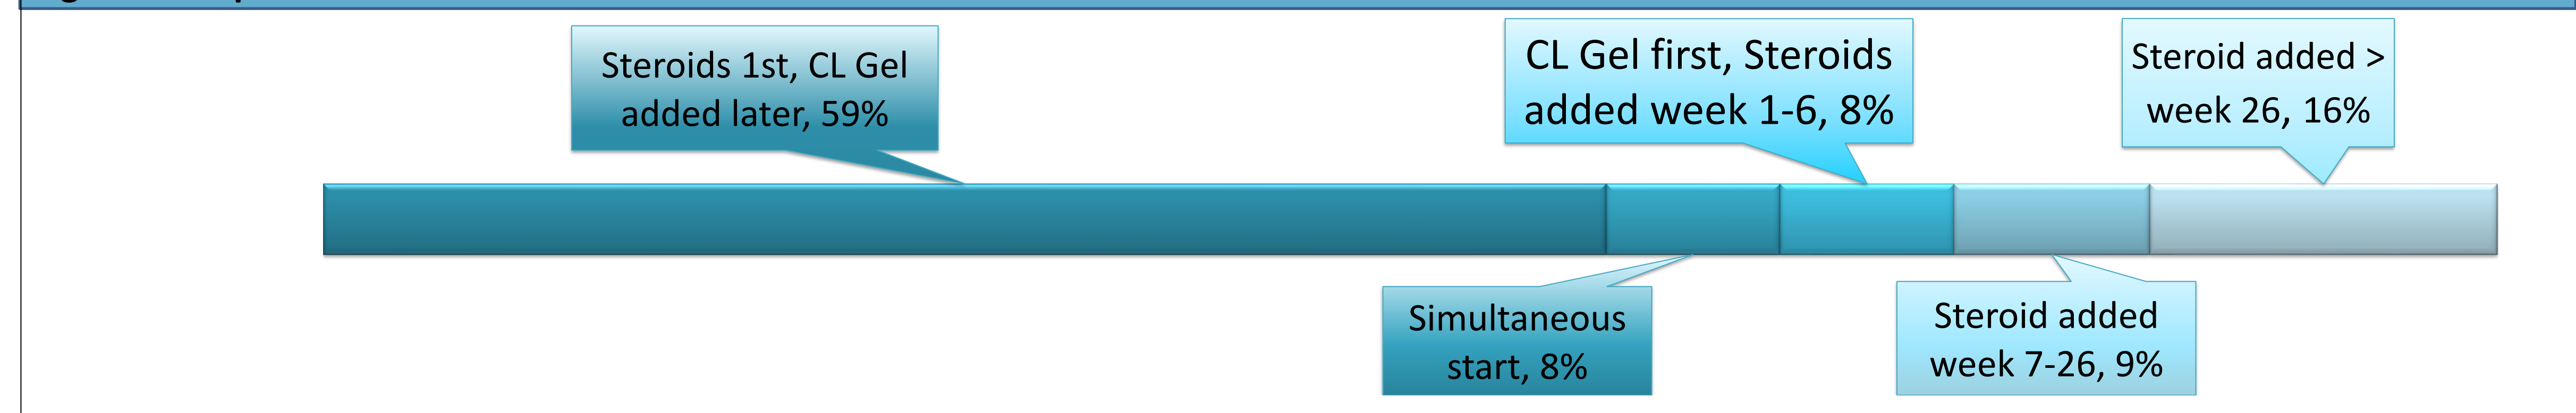 Steroids 1st, CL Gel
added later, 59%
CL Gel first, Steroids
added week 1-6, 8%
Steroid added >
week 26, 16%
Simultaneous
start, 8%
Steroid added
week 7-26, 9%